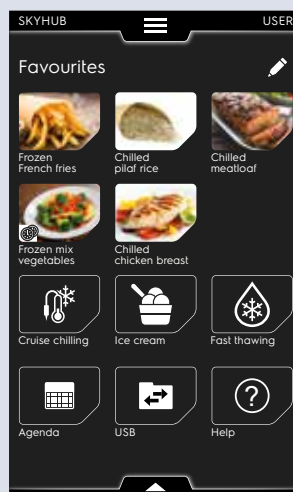 SKYHUB USER
Favourites
Frozen
French fries
Chilled
pilaf rice
Chilled
meatloaf
Frozen mix
vegetables
Chilled
chicken breast
Cruise chilling
Ice cream
Fast thawing
Agenda
USB
Help